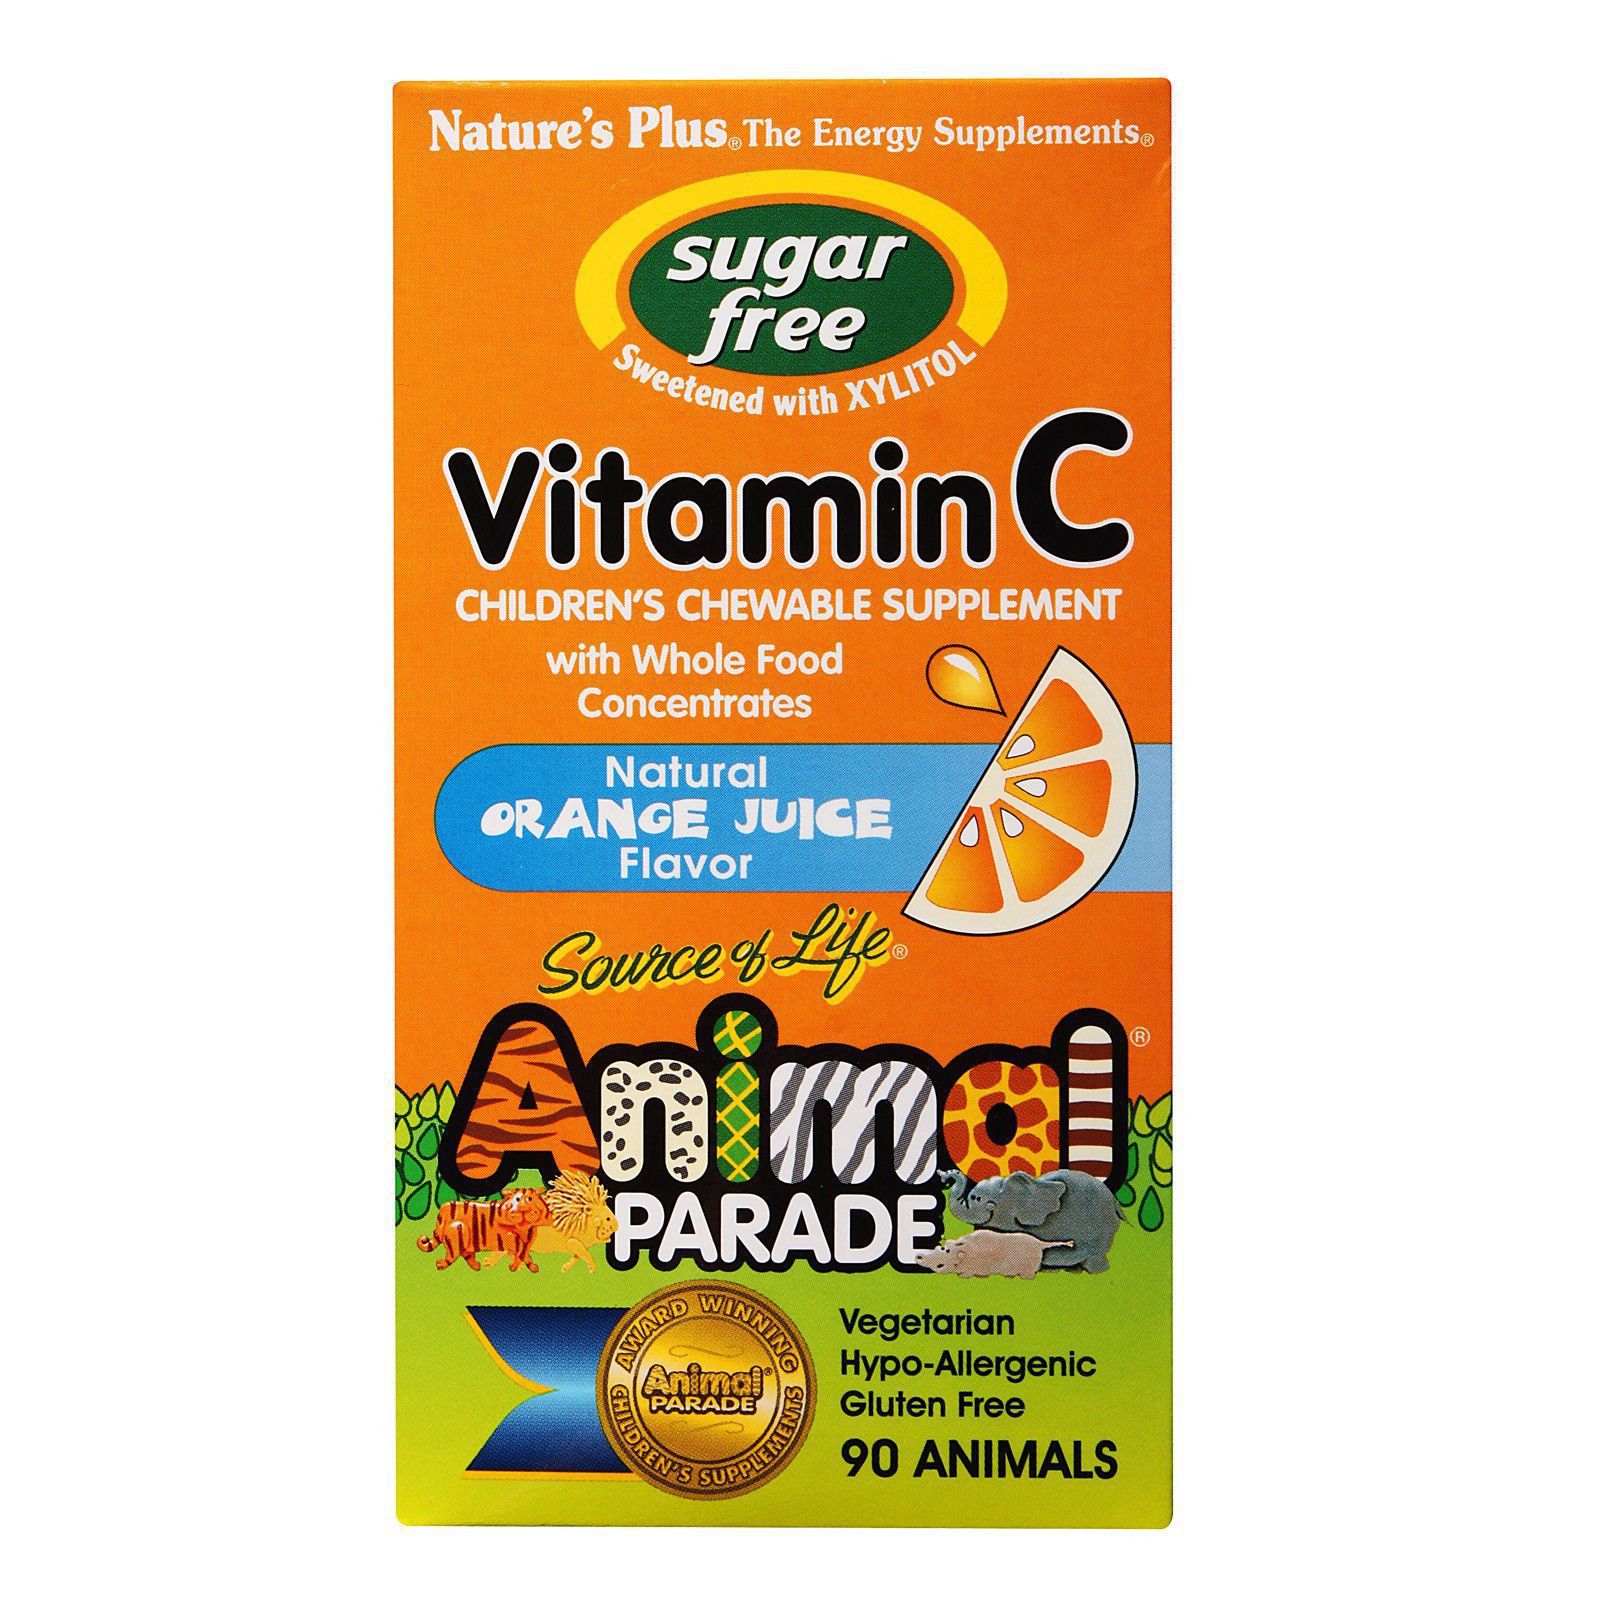 Nature's Plus® The Energy Supplements®
sugar
free
Sweetened with XYLITOL
Vitamin C
CHILDREN'S CHEWABLE SUPPLEMENT
with Whole Food
Concentrates
Natural
ORANGE JUICE
Flavor
Source of Life®
Animal®
PARADE
AWARD WINNING
Animal®
PARADE
CHILDREN'S SUPPLEMENTS
Vegetarian
Hypo-Allergenic
Gluten Free
90 ANIMALS